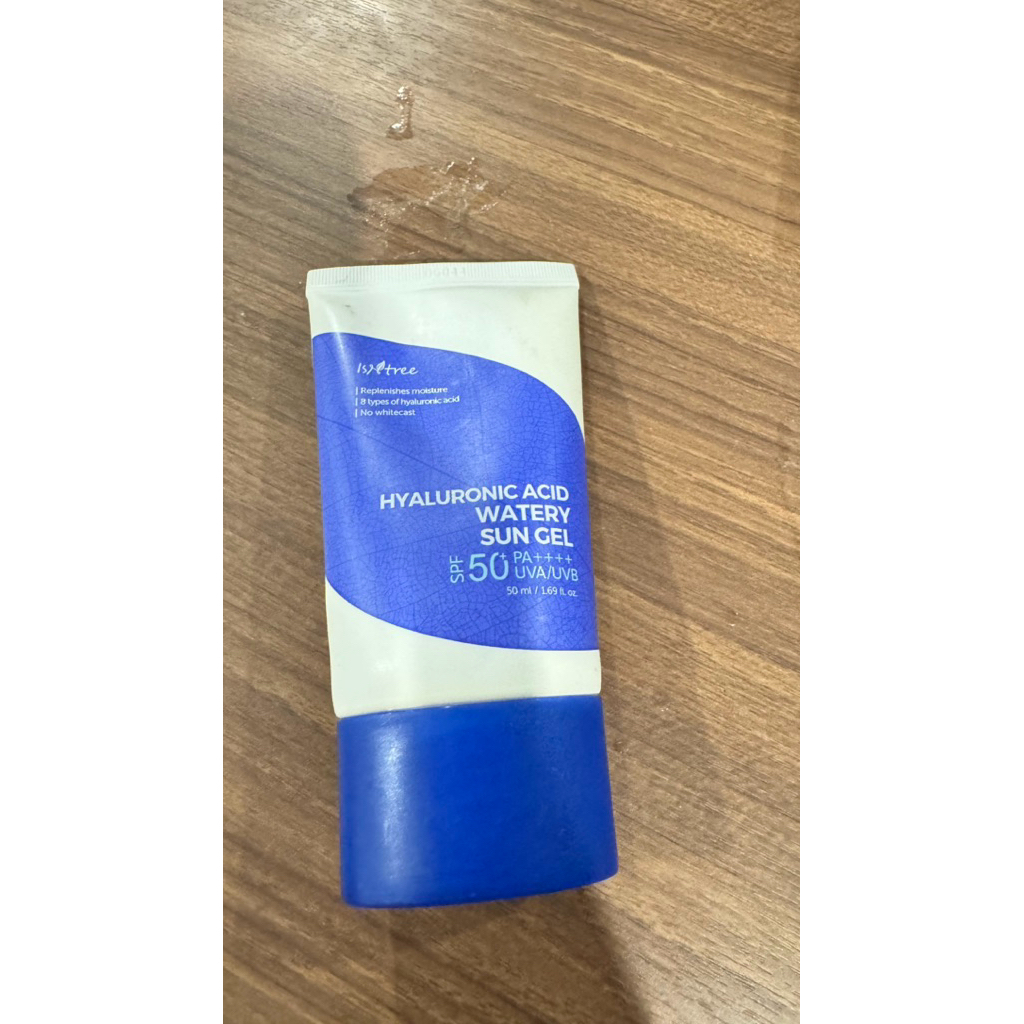 Isntree
Replenishes moisture
8 types of hyaluronic acid
No whitecast
HYALURONIC ACID
WATERY
SUN GEL
SPF 50+ PA++++
UVA/UVB
50 ml / 1.69 fl. oz.